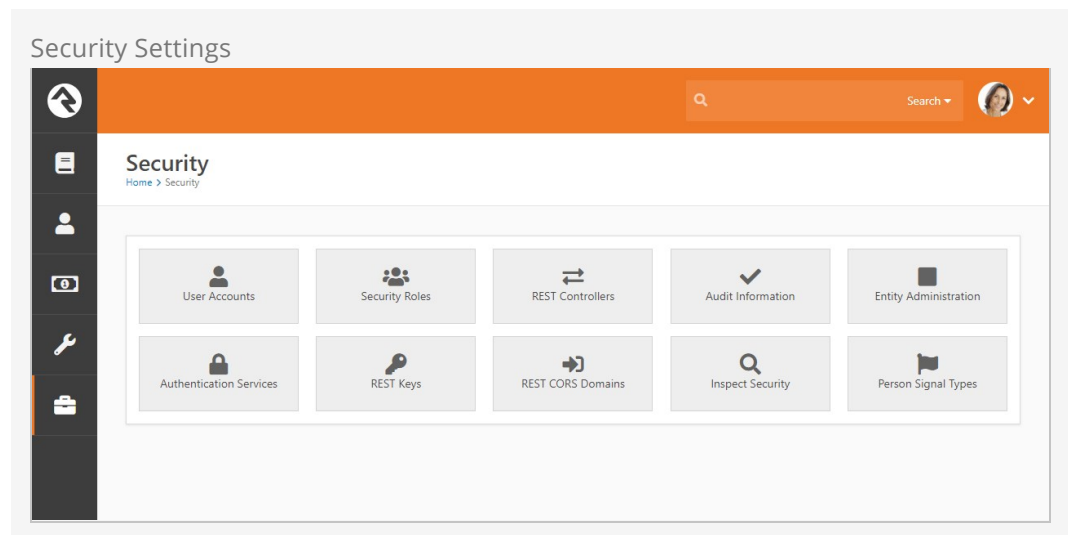 Security Settings
Search
Security
Home > Security
User Accounts
Security Roles
REST Controllers
Audit Information
Entity Administration
Authentication Services
REST Keys
REST CORS Domains
Inspect Security
Person Signal Types